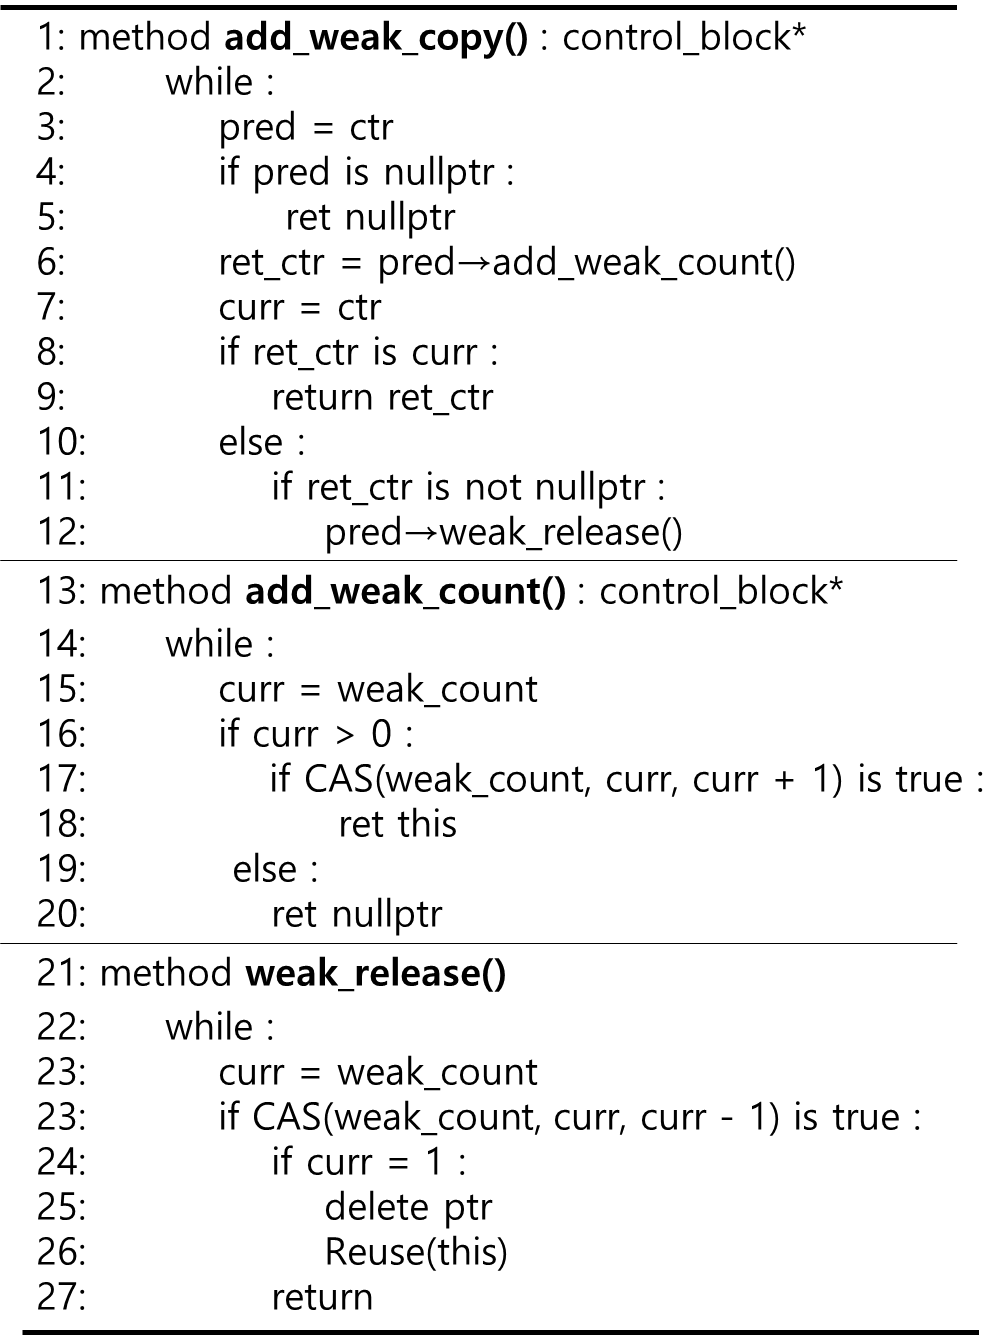 1: method add_weak_copy() : control_block*
2: while :
3: pred = ctr
4: if pred is nullptr :
5: ret nullptr
6: ret_ctr = pred→add_weak_count()
7: curr = ctr
8: if ret_ctr is curr :
9: return ret_ctr
10: else :
11: if ret_ctr is not nullptr :
12: pred→weak_release()
13: method add_weak_count() : control_block*
14: while :
15: curr = weak_count
16: if curr > 0 :
17: if CAS(weak_count, curr, curr + 1) is true :
18: ret this
19: else :
20: ret nullptr
21: method weak_release()
22: while :
23: curr = weak_count
23: if CAS(weak_count, curr, curr - 1) is true :
24: if curr = 1 :
25: delete ptr
26: Reuse(this)
27: return